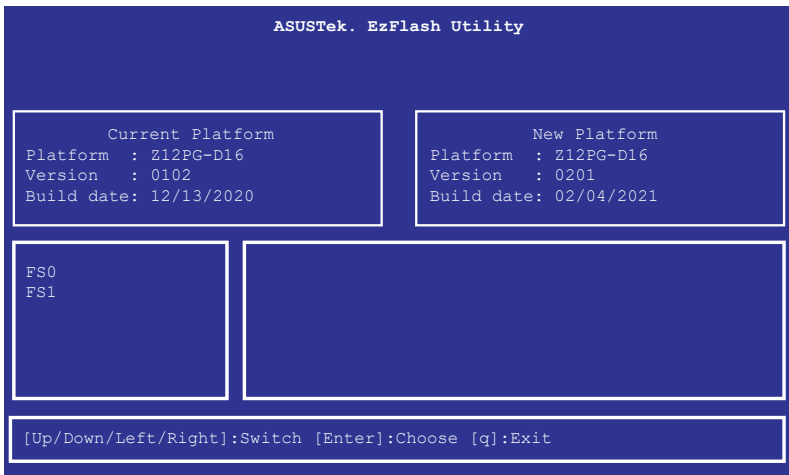 ASUSTek. EzFlash Utility
Current Platform
Platform : Z12PG-D16
Version : 0102
Build date: 12/13/2020
New Platform
Platform : Z12PG-D16
Version : 0201
Build date: 02/04/2021
FS0
FS1
[Up/Down/Left/Right]:Switch [Enter]:Choose [q]:Exit